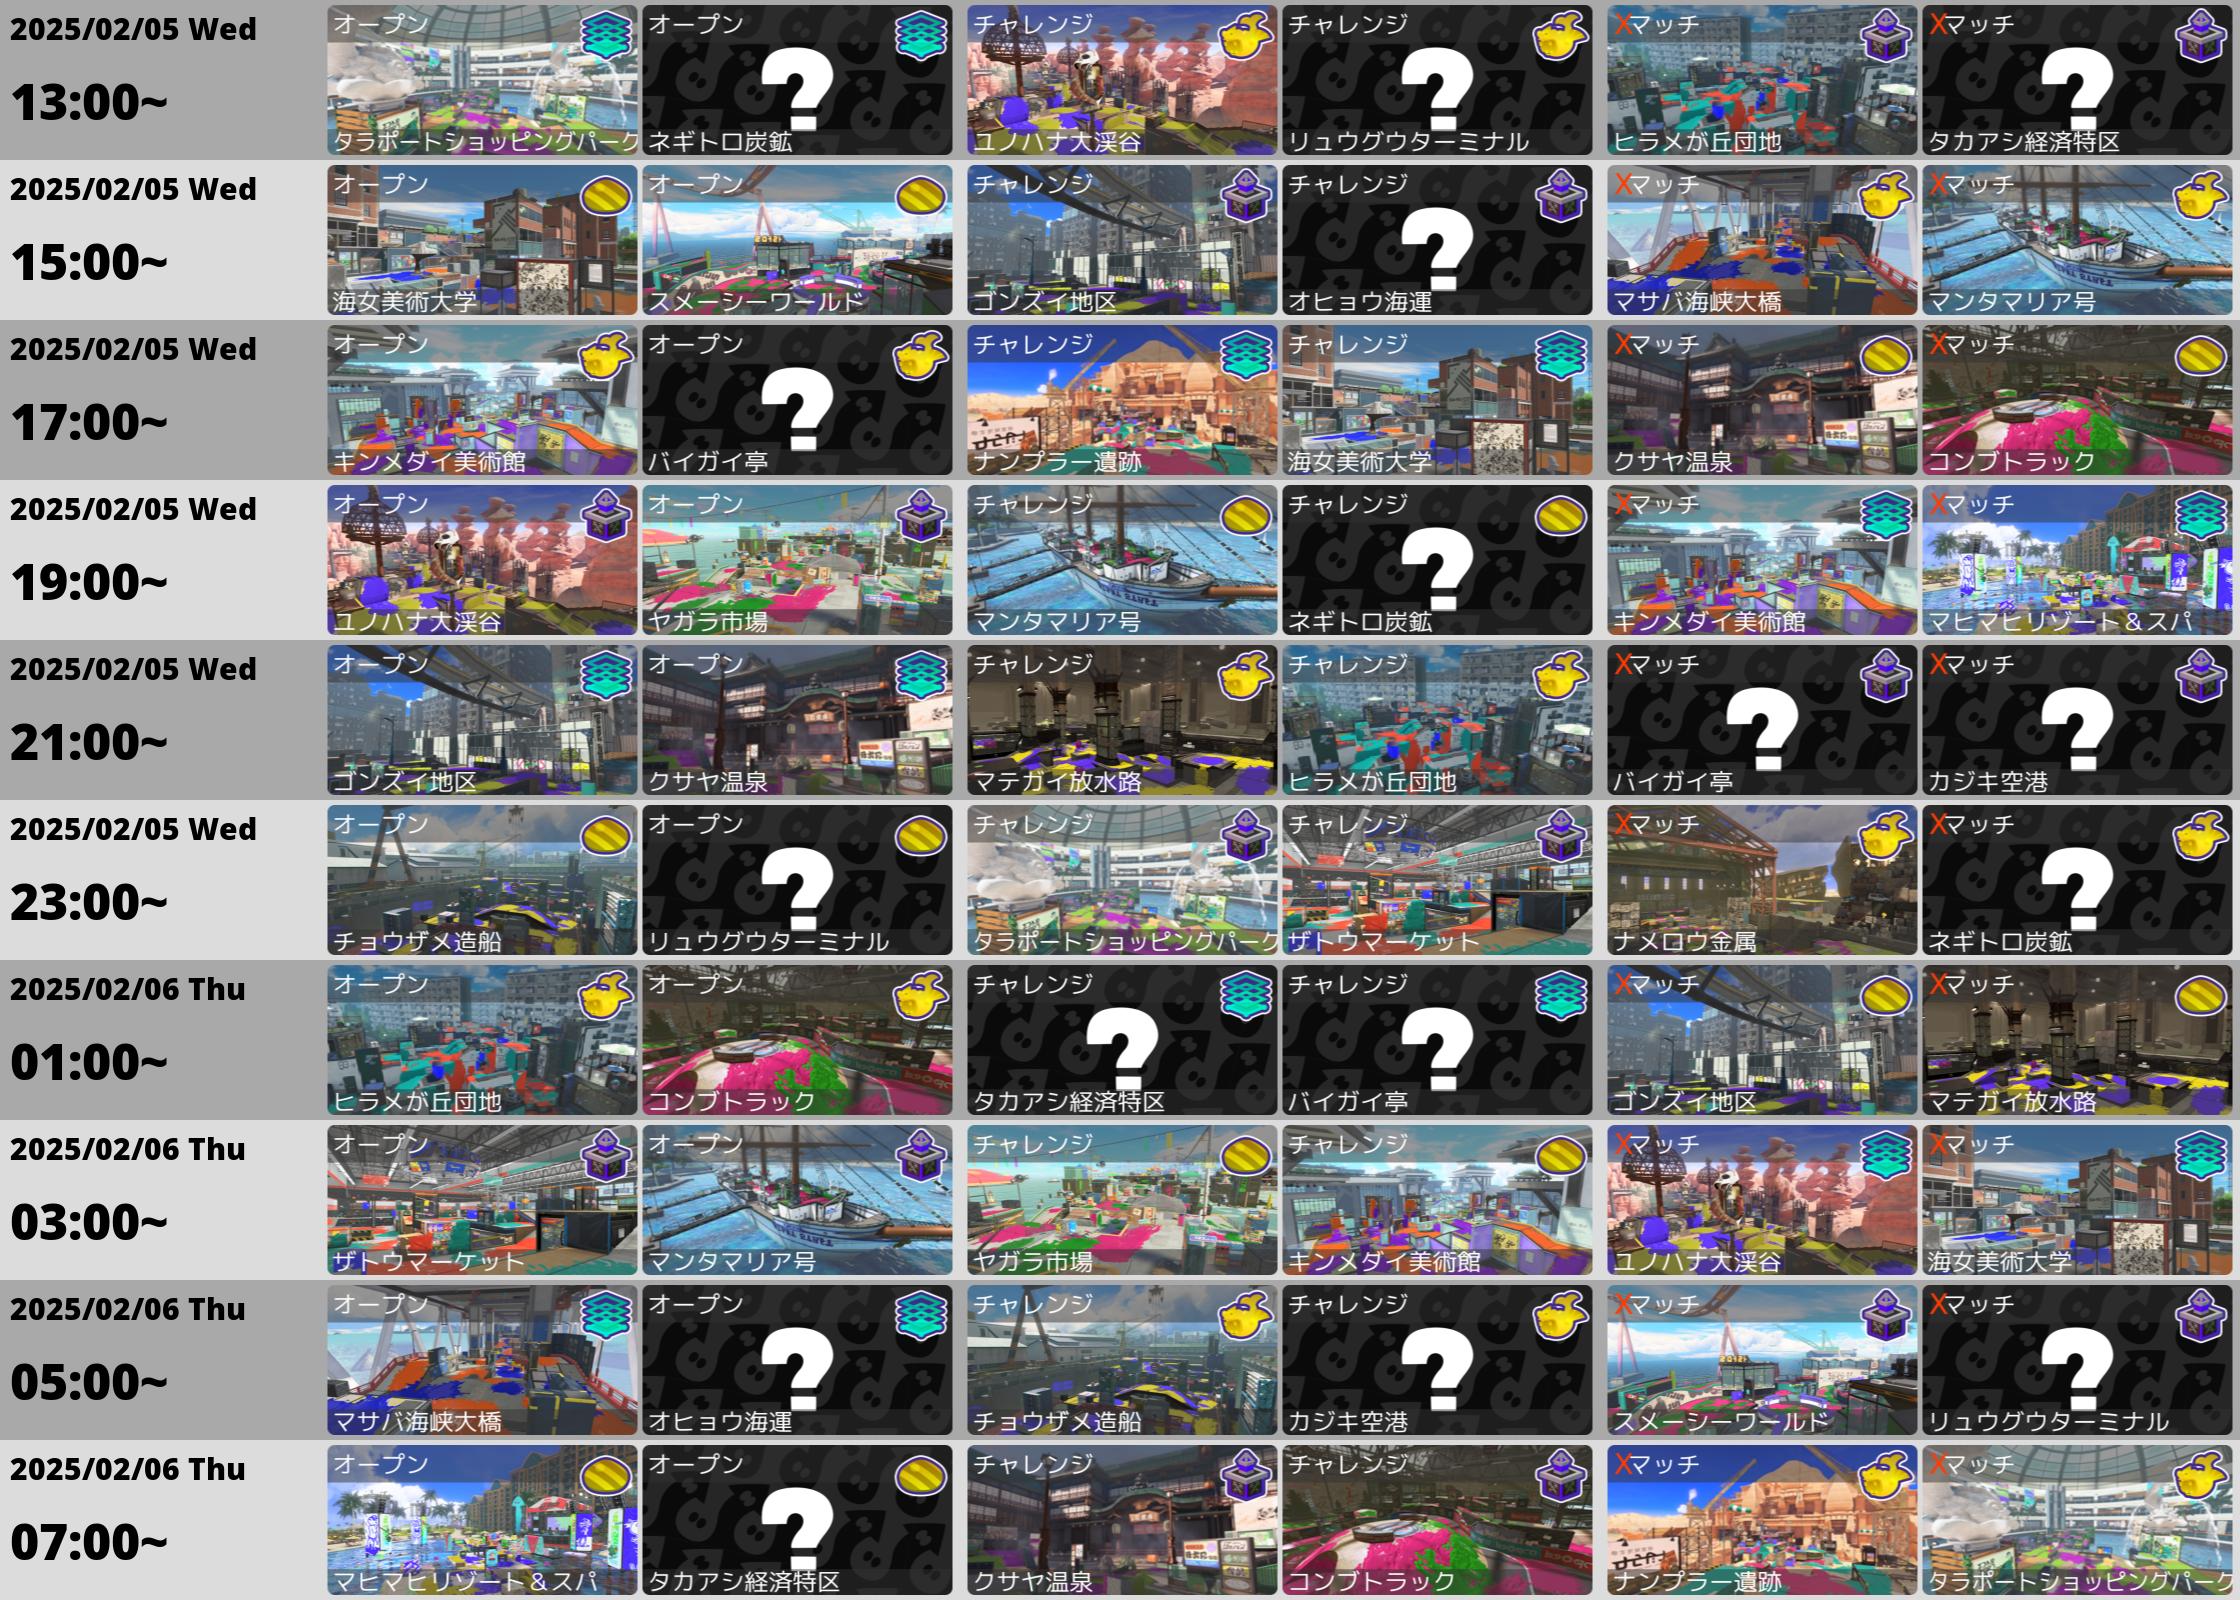 2025/02/05 Wed
13:00~
オープン
タラポートショッピングパーク
オープン
ネギトロ炭鉱
チャレンジ
ユノハナ大渓谷
チャレンジ
リュウグウターミナル
Xマッチ
ヒラメが丘団地
Xマッチ
タカアシ経済特区
2025/02/05 Wed
15:00~
オープン
海女美術大学
オープン
スメーシーワールド
チャレンジ
ゴンズイ地区
チャレンジ
オヒョウ海運
Xマッチ
マサバ海峡大橋
Xマッチ
マンタマリア号
2025/02/05 Wed
17:00~
オープン
キンメダイ美術館
オープン
バイガイ亭
チャレンジ
ナンプラー遺跡
チャレンジ
海女美術大学
Xマッチ
クサヤ温泉
Xマッチ
コンブトラック
2025/02/05 Wed
19:00~
オープン
ユノハナ大渓谷
オープン
ヤガラ市場
チャレンジ
マンタマリア号
チャレンジ
ネギトロ炭鉱
Xマッチ
キンメダイ美術館
Xマッチ
マヒマヒリゾート＆スパ
2025/02/05 Wed
21:00~
オープン
ゴンズイ地区
オープン
クサヤ温泉
チャレンジ
マテガイ放水路
チャレンジ
ヒラメが丘団地
Xマッチ
バイガイ亭
Xマッチ
カジキ空港
2025/02/05 Wed
23:00~
オープン
チョウザメ造船
オープン
リュウグウターミナル
チャレンジ
タラポートショッピングパーク
チャレンジ
ザトウマーケット
Xマッチ
ナメロウ金属
Xマッチ
ネギトロ炭鉱
2025/02/06 Thu
01:00~
オープン
ヒラメが丘団地
オープン
コンブトラック
チャレンジ
タカアシ経済特区
チャレンジ
バイガイ亭
Xマッチ
ゴンズイ地区
Xマッチ
マテガイ放水路
2025/02/06 Thu
03:00~
オープン
ザトウマーケット
オープン
マンタマリア号
チャレンジ
ヤガラ市場
チャレンジ
キンメダイ美術館
Xマッチ
ユノハナ大渓谷
Xマッチ
海女美術大学
2025/02/06 Thu
05:00~
オープン
マサバ海峡大橋
オープン
オヒョウ海運
チャレンジ
チョウザメ造船
チャレンジ
カジキ空港
Xマッチ
スメーシーワールド
Xマッチ
リュウグウターミナル
2025/02/06 Thu
07:00~
オープン
マヒマヒリゾート＆スパ
オープン
タカアシ経済特区
チャレンジ
クサヤ温泉
チャレンジ
コンブトラック
Xマッチ
ナンプラー遺跡
Xマッチ
タラポートショッピングパーク